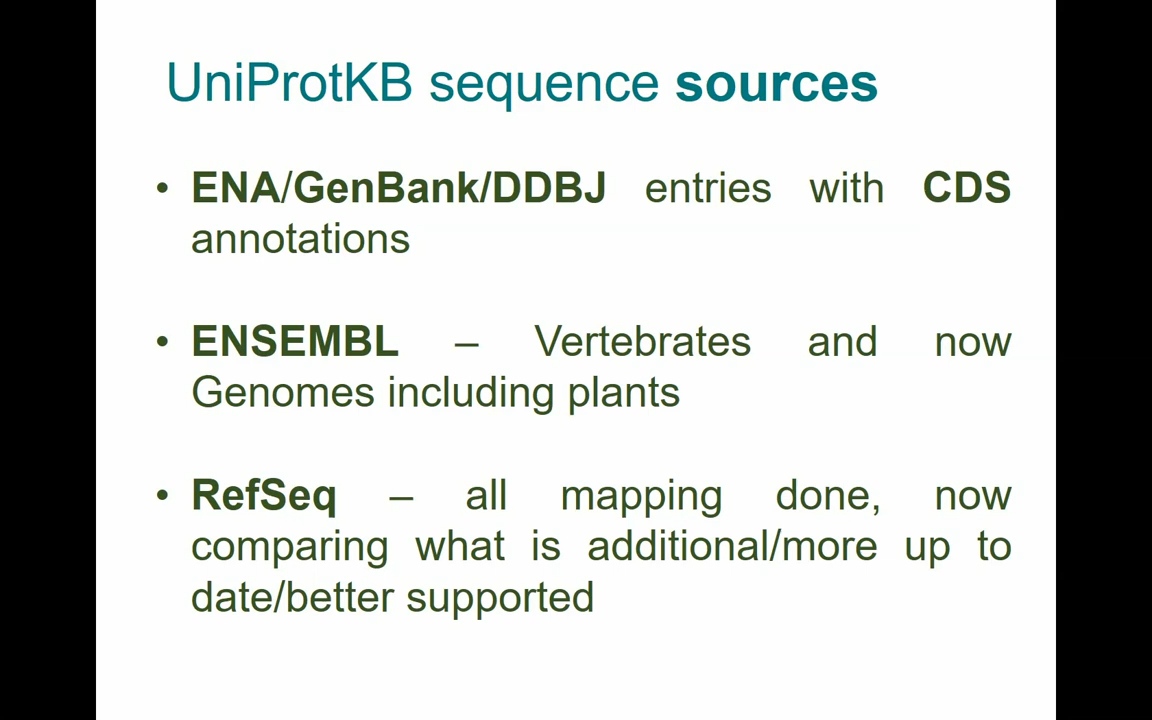 UniProtKB sequence sources
• ENA/GenBank/DDBJ entries with CDS
annotations
• ENSEMBL – Vertebrates and now
Genomes including plants
• RefSeq – all mapping done, now
comparing what is additional/more up to
date/better supported